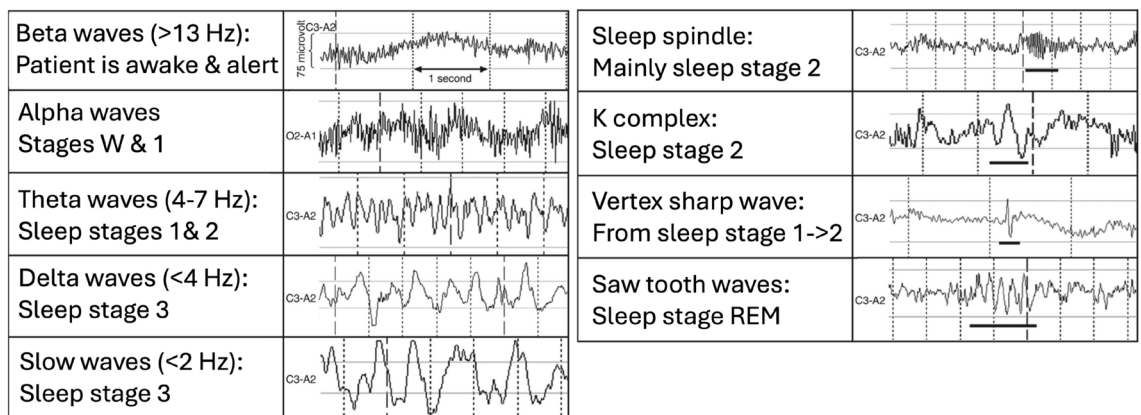 Beta waves (>13 Hz):
Patient is awake & alert
75 microvolt
C3-A2
1 second
Alpha waves
Stages W & 1
O2-A1
Theta waves (4-7 Hz):
Sleep stages 1& 2
C3-A2
Delta waves (<4 Hz):
Sleep stage 3
C3-A2
Slow waves (<2 Hz):
Sleep stage 3
C3-A2
Sleep spindle:
Mainly sleep stage 2
C3-A2
K complex:
Sleep stage 2
C3-A2
Vertex sharp wave:
From sleep stage 1->2
C3-A2
Saw tooth waves:
Sleep stage REM
C3-A2